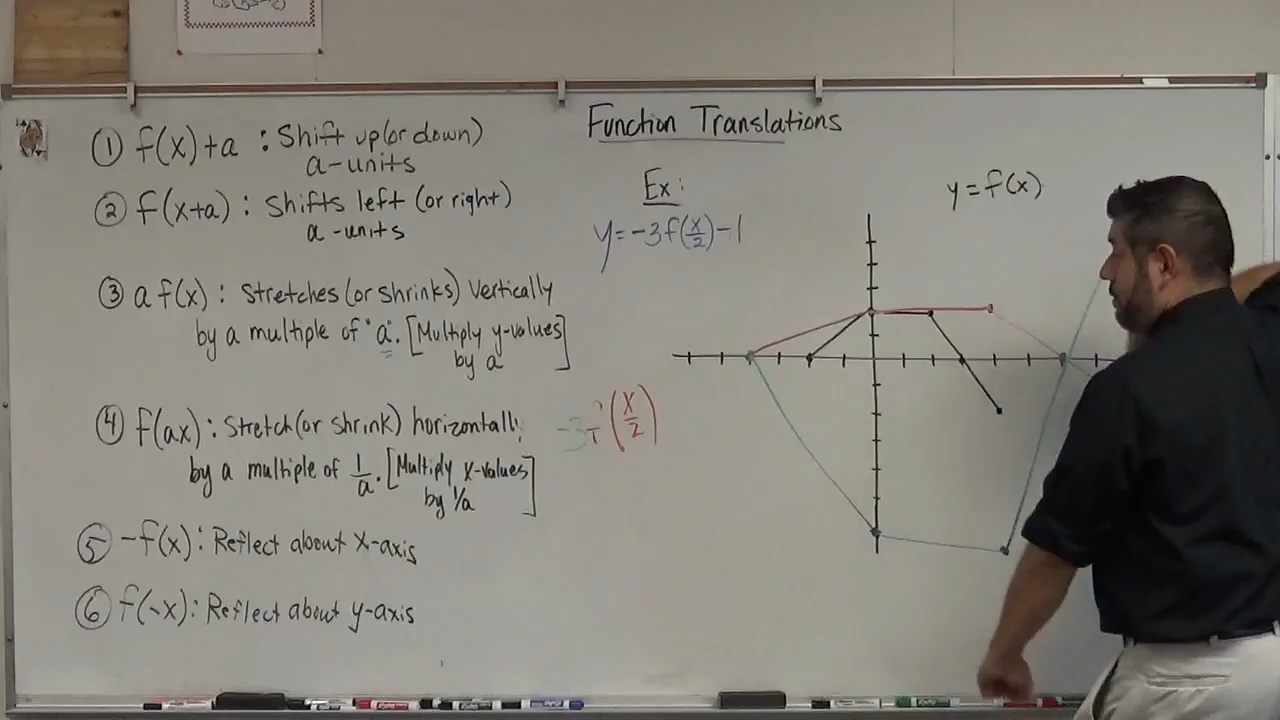 Function Translations
① f(x)+a : Shift up(or down)
a-units
② f(x+a) : Shifts left (or right)
a-units
③ a f(x) : Stretches (or shrinks) Vertically
by a multiple of "a". [Multiply y-values
by a]
④ f(ax) : Stretch (or shrink) horizontally
by a multiple of 1/a. [Multiply x-values
by 1/a]
⑤ -f(x) : Reflect about x-axis
⑥ f(-x) : Reflect about y-axis
Ex:
y=-3f(x/2)-1
-3f(x/2)
y=f(x)